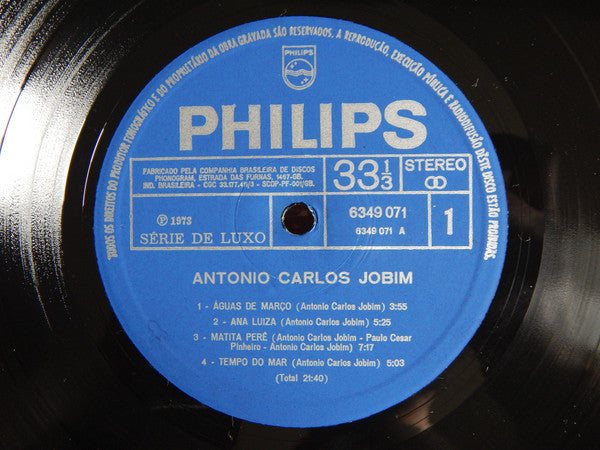 TODOS OS DIREITOS DO PRODUTOR FONOGRÁFICO E DO PROPRIETÁRIO DA OBRA GRAVADA SÃO RESERVADOS. A REPRODUÇÃO, EXECUÇÃO PÚBLICA E RADIODIFUSÃO DÊSTE DISCO ESTÃO PROIBIDAS.
PHILIPS
PHILIPS
FABRICADO PELA COMPANHIA BRASILEIRA DE DISCOS
PHONOGRAM, ESTRADA DAS FURNAS, 1467-GB.
IND. BRASILEIRA - CGC 33.177.411/3 - SCDP-PF-001/GB.
33 1/3
STEREO
℗ 1973
SÉRIE DE LUXO
6349 071
6349 071 A
1
ANTONIO CARLOS JOBIM
1 - ÁGUAS DE MARÇO (Antonio Carlos Jobim) 3:55
2 - ANA LUIZA (Antonio Carlos Jobim) 5:25
3 - MATITA PERÊ (Antonio Carlos Jobim - Paulo Cesar
Pinheiro - Antonio Carlos Jobim) 7:17
4 - TEMPO DO MAR (Antonio Carlos Jobim) 5:03
(Total 21:40)